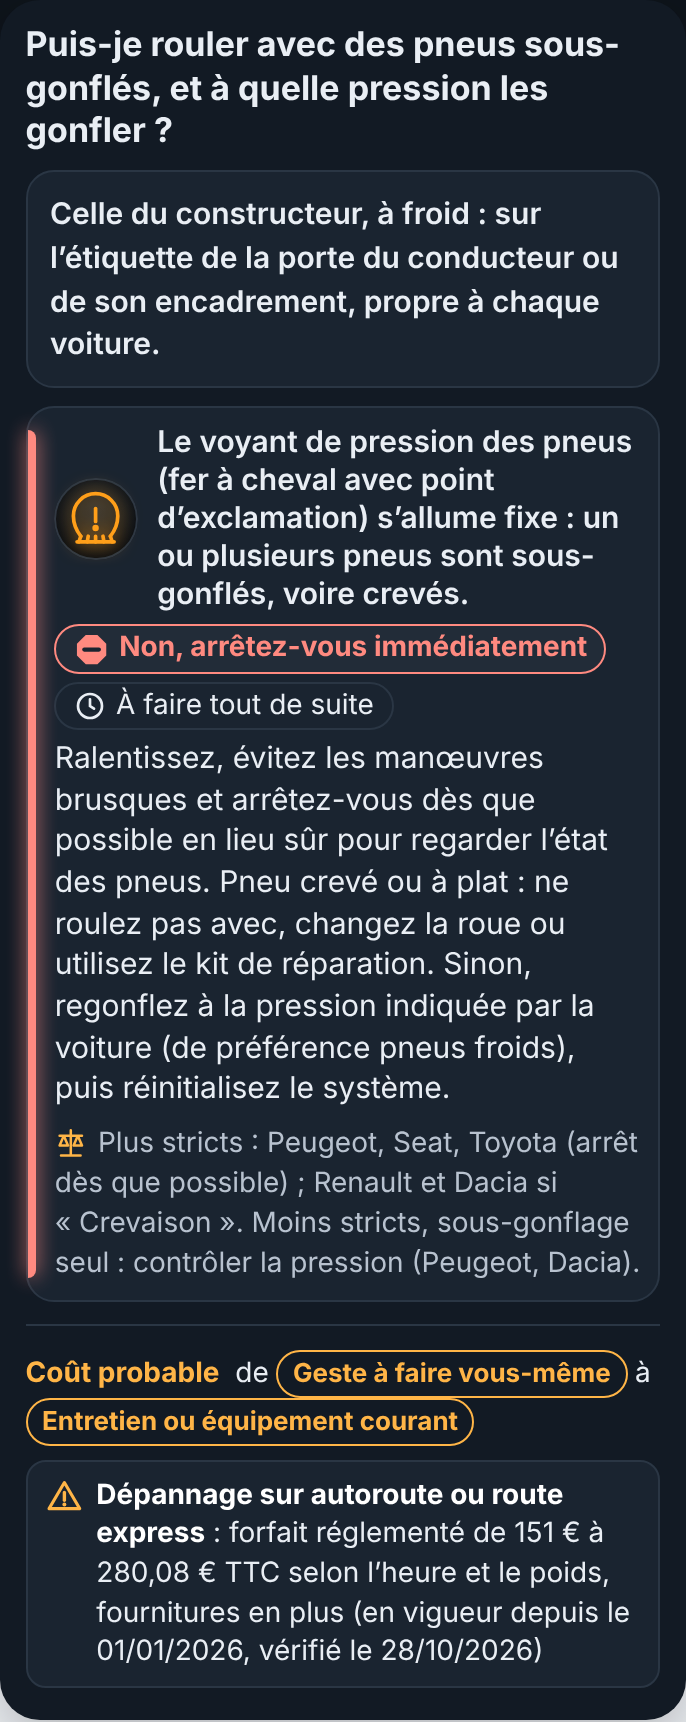 Puis-je rouler avec des pneus sous-
gonflés, et à quelle pression les
gonfler ?
Celle du constructeur, à froid : sur
l’étiquette de la porte du conducteur ou
de son encadrement, propre à chaque
voiture.
Le voyant de pression des pneus
(fer à cheval avec point
d’exclamation) s’allume fixe : un
ou plusieurs pneus sont sous-
gonflés, voire crevés.
Non, arrêtez-vous immédiatement
À faire tout de suite
Ralentissez, évitez les manœuvres
brusques et arrêtez-vous dès que
possible en lieu sûr pour regarder l’état
des pneus. Pneu crevé ou à plat : ne
roulez pas avec, changez la roue ou
utilisez le kit de réparation. Sinon,
regonflez à la pression indiquée par la
voiture (de préférence pneus froids),
puis réinitialisez le système.
Plus stricts : Peugeot, Seat, Toyota (arrêt
dès que possible) ; Renault et Dacia si
« Crevaison ». Moins stricts, sous-gonflage
seul : contrôler la pression (Peugeot, Dacia).
Coût probable de Geste à faire vous-même à
Entretien ou équipement courant
Dépannage sur autoroute ou route
express : forfait réglementé de 151 € à
280,08 € TTC selon l’heure et le poids,
fournitures en plus (en vigueur depuis le
01/01/2026, vérifié le 28/10/2026)